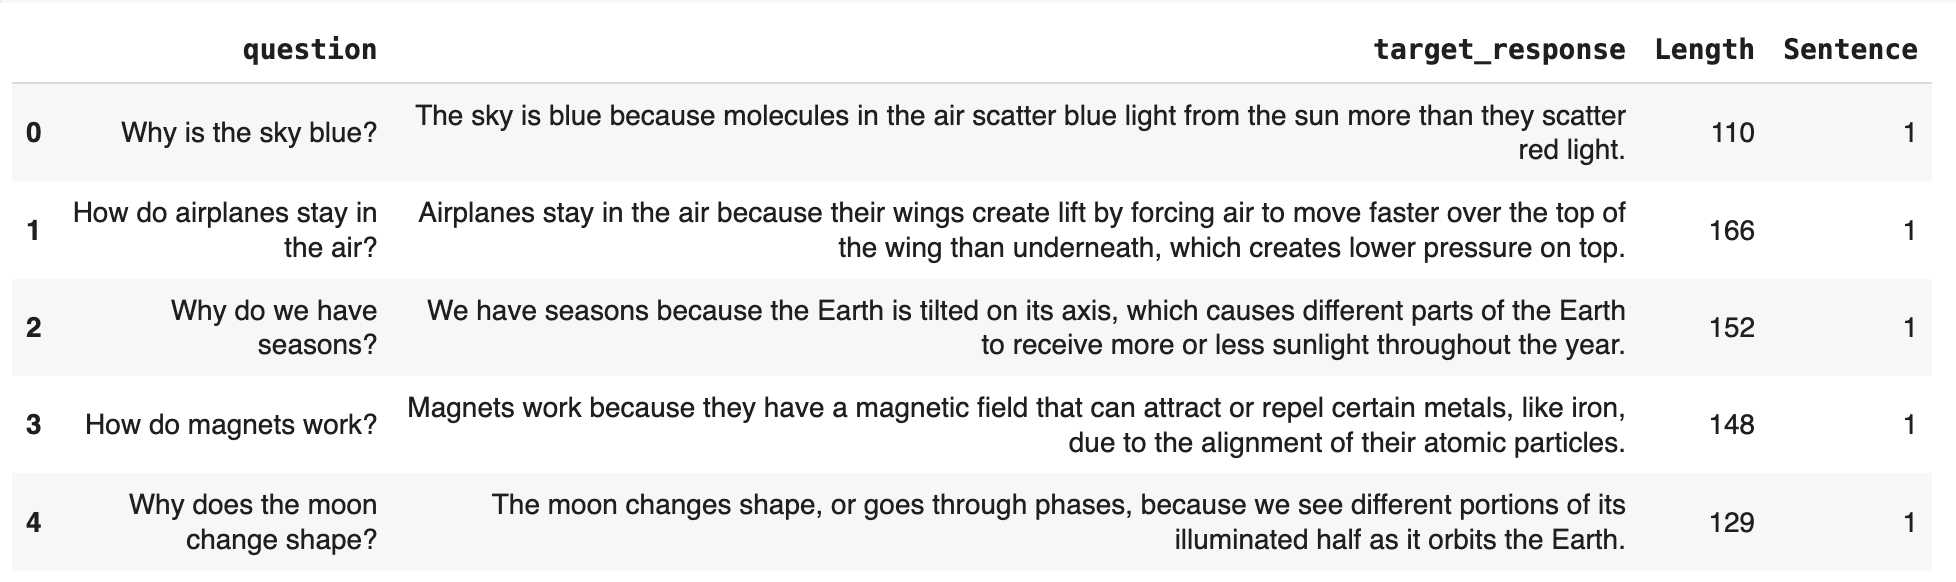 question target_response Length Sentence
0 Why is the sky blue? The sky is blue because molecules in the air scatter blue light from the sun more than they scatter
red light. 110 1
1 How do airplanes stay in
the air? Airplanes stay in the air because their wings create lift by forcing air to move faster over the top of
the wing than underneath, which creates lower pressure on top. 166 1
2 Why do we have
seasons? We have seasons because the Earth is tilted on its axis, which causes different parts of the Earth
to receive more or less sunlight throughout the year. 152 1
3 How do magnets work? Magnets work because they have a magnetic field that can attract or repel certain metals, like iron,
due to the alignment of their atomic particles. 148 1
4 Why does the moon
change shape? The moon changes shape, or goes through phases, because we see different portions of its
illuminated half as it orbits the Earth. 129 1